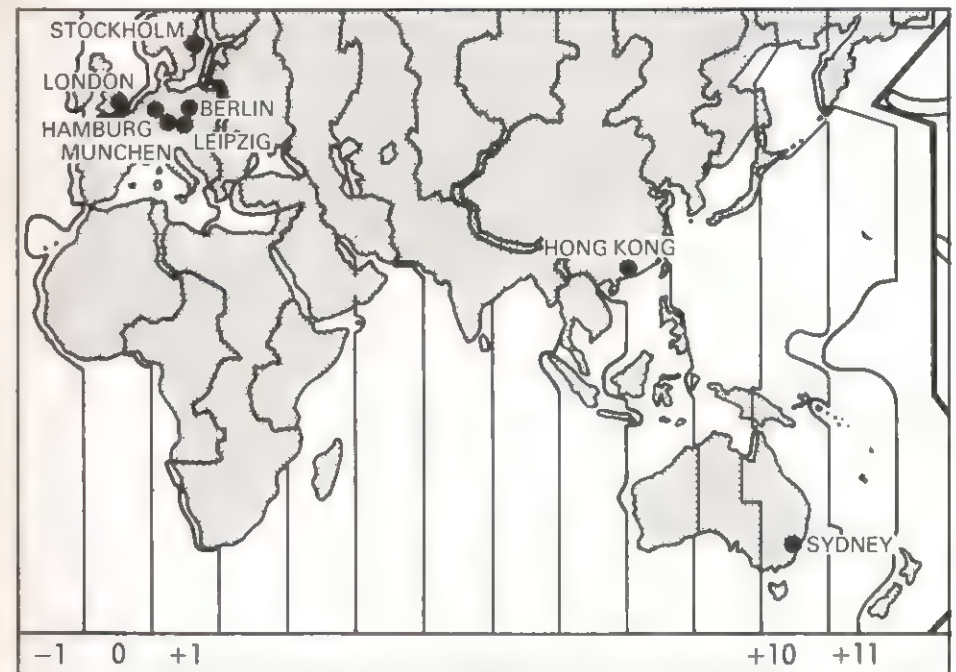 STOCKHOLM
LONDON
BERLIN
HAMBURG
LEIPZIG
MUNCHEN
HONG KONG
SYDNEY
−1 0 +1 +10 +11